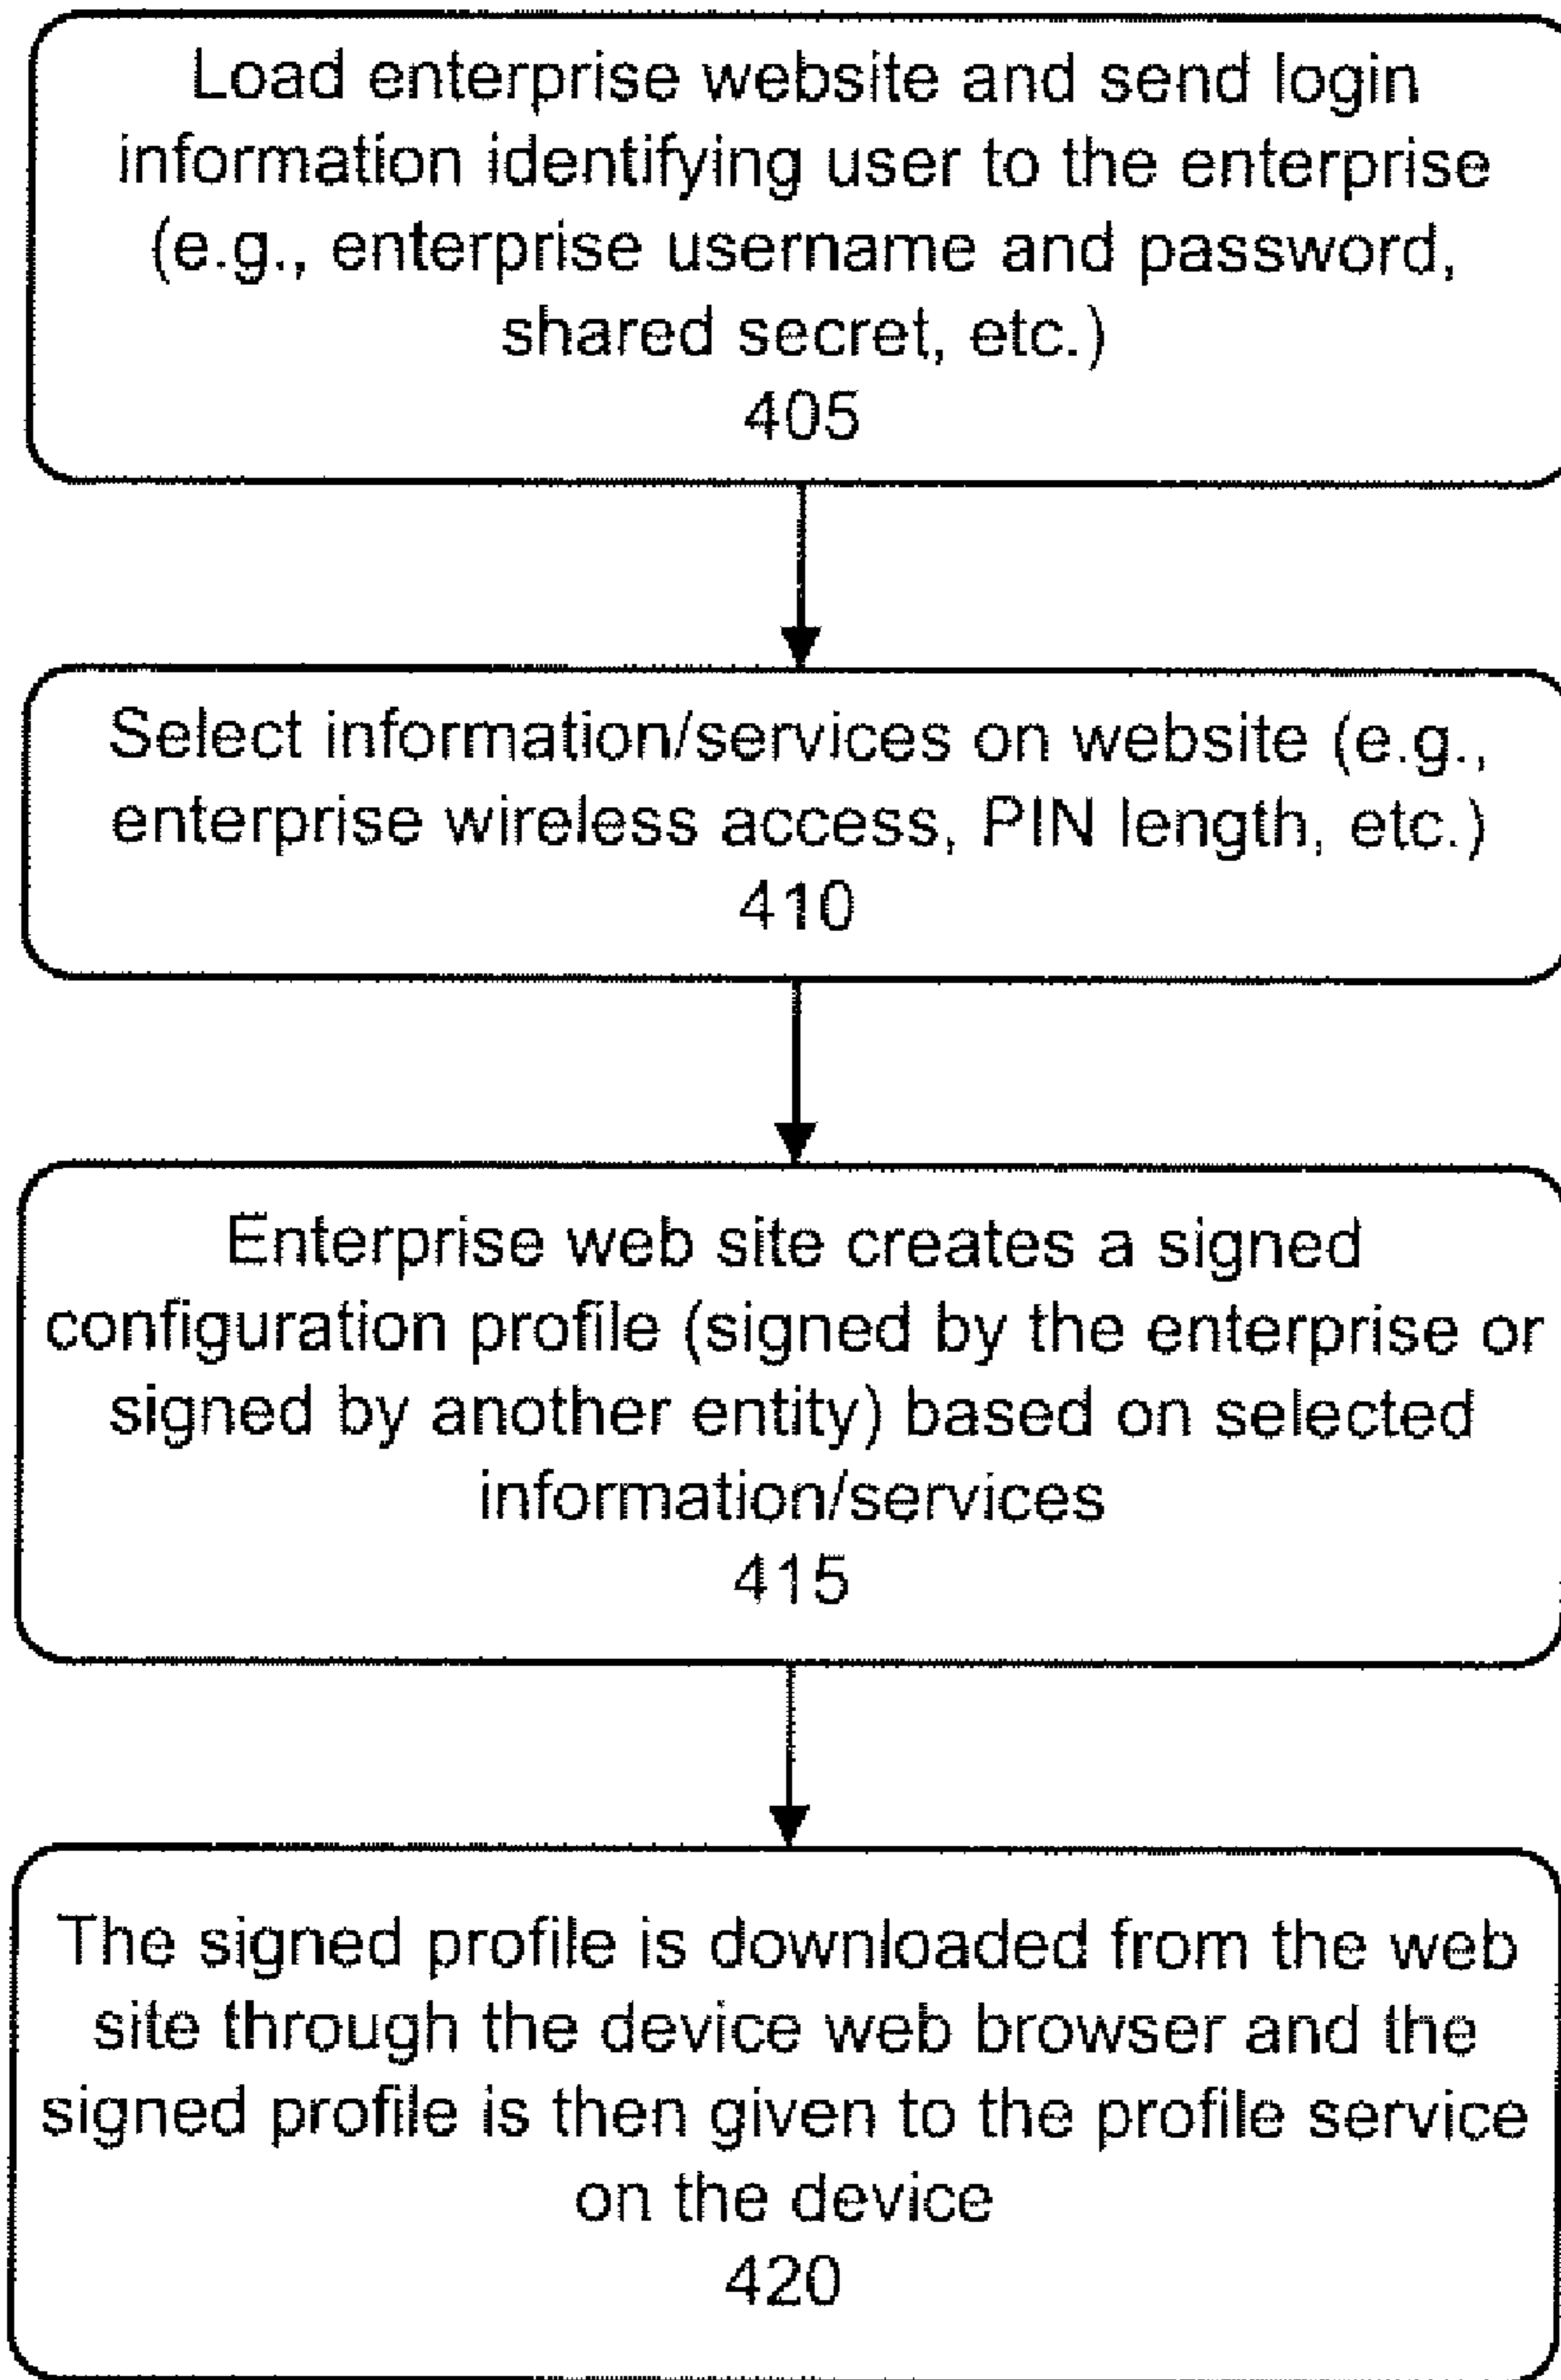 Load enterprise website and send login
information identifying user to the enterprise
(e.g., enterprise username and password,
shared secret, etc.)
405
Select information/services on website (e.g.,
enterprise wireless access, PIN length, etc.)
410
Enterprise web site creates a signed
configuration profile (signed by the enterprise or
signed by another entity) based on selected
information/services
415
The signed profile is downloaded from the web
site through the device web browser and the
signed profile is then given to the profile service
on the device
420